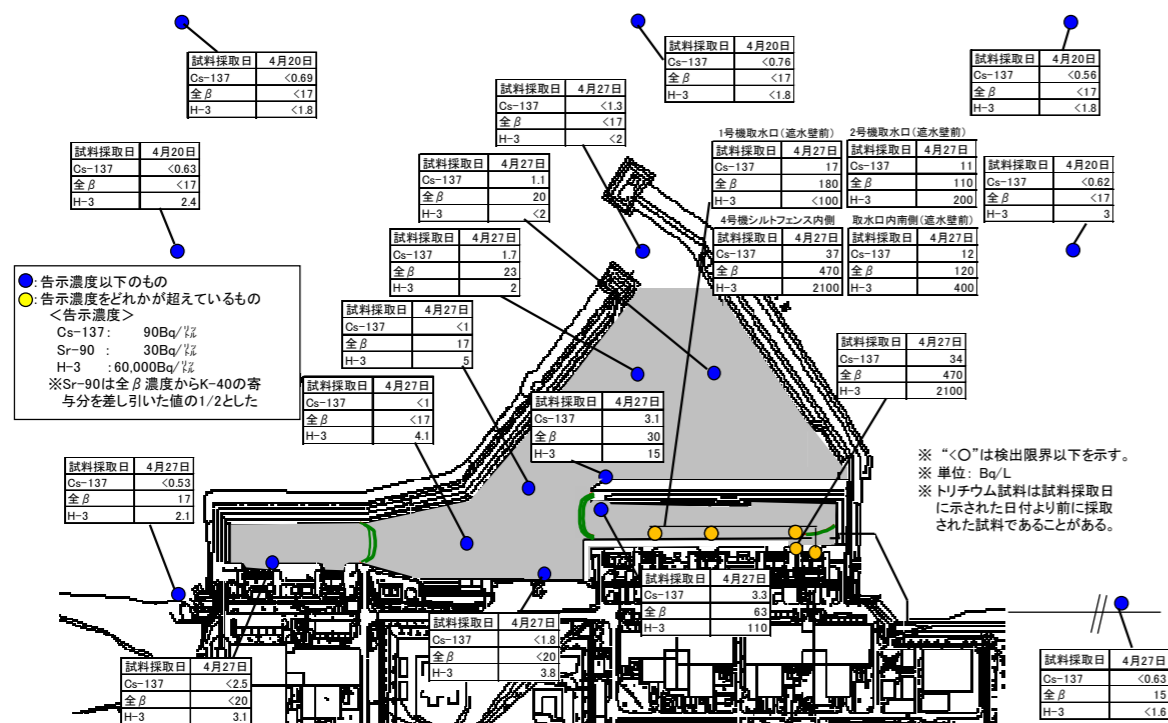 試料採取日 4月20日
Cs-137 <0.69
全β <17
H-3 <1.8
試料採取日 4月20日
Cs-137 <0.76
全β <17
H-3 <1.8
試料採取日 4月20日
Cs-137 <0.56
全β <17
H-3 <1.8
試料採取日 4月27日
Cs-137 <1.3
全β <17
H-3 <2
試料採取日 4月20日
Cs-137 <0.63
全β <17
H-3 2.4
試料採取日 4月27日
Cs-137 1.1
全β 20
H-3 <2
1号機取水口(遮水壁前)
試料採取日 4月27日
Cs-137 17
全β 180
H-3 <100
2号機取水口(遮水壁前)
試料採取日 4月27日
Cs-137 11
全β 110
H-3 200
試料採取日 4月20日
Cs-137 <0.62
全β <17
H-3 3
4号機シルトフェンス内側
試料採取日 4月27日
Cs-137 37
全β 470
H-3 2100
取水口内南側(遮水壁前)
試料採取日 4月27日
Cs-137 12
全β 120
H-3 400
試料採取日 4月27日
Cs-137 1.7
全β 23
H-3 2
:告示濃度以下のもの
:告示濃度をどれかが超えているもの
<告示濃度>
Cs-137: 90Bq/㍑
Sr-90 : 30Bq/㍑
H-3 :60,000Bq/㍑
※Sr-90は全β濃度からK-40の寄
与分を差し引いた値の1/2とした
試料採取日 4月27日
Cs-137 <1
全β 17
H-3 5
試料採取日 4月27日
Cs-137 34
全β 470
H-3 2100
試料採取日 4月27日
Cs-137 <1
全β <17
H-3 4.1
試料採取日 4月27日
Cs-137 3.1
全β 30
H-3 15
※ “<○”は検出限界以下を示す。
※ 単位: Bq/L
※ トリチウム試料は試料採取日
に示された日付より前に採取
された試料であることがある。
試料採取日 4月27日
Cs-137 <0.53
全β 17
H-3 2.1
試料採取日 4月27日
Cs-137 3.3
全β 63
H-3 110
試料採取日 4月27日
Cs-137 <1.8
全β <20
H-3 3.8
試料採取日 4月27日
Cs-137 <2.5
全β <20
H-3 3.1
試料採取日 4月27日
Cs-137 <0.63
全β 15
H-3 <1.6